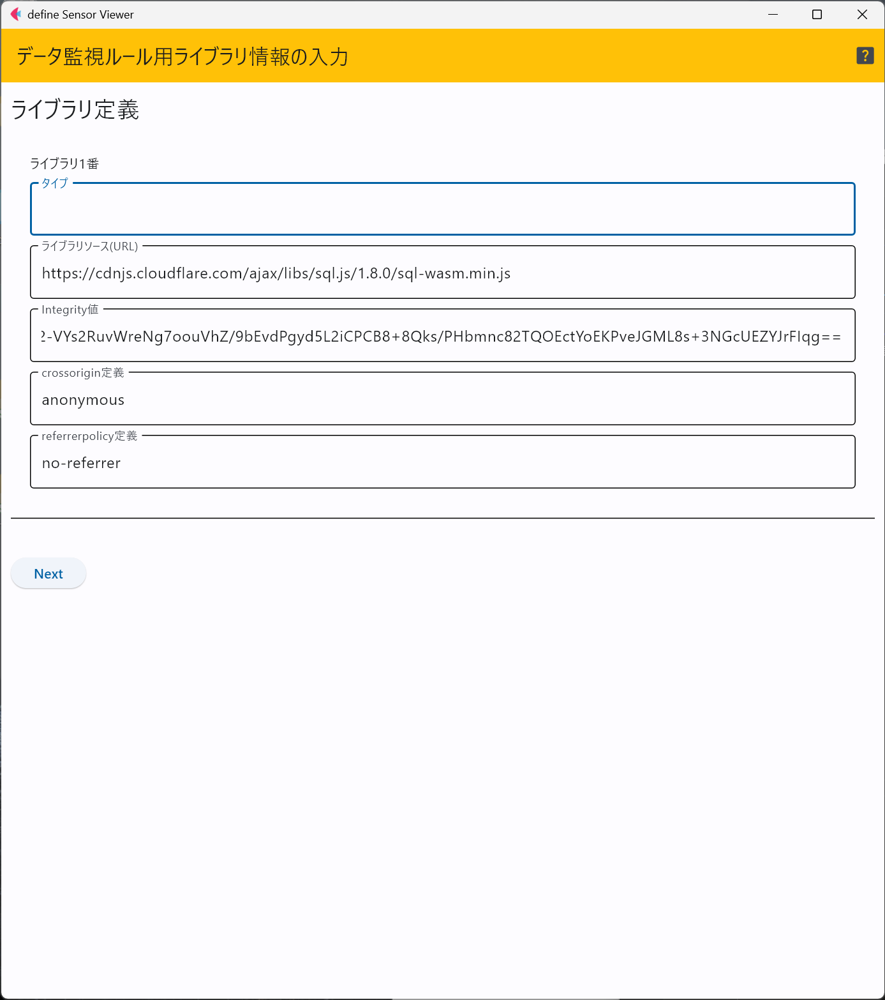 define Sensor Viewer
データ監視ルール用ライブラリ情報の入力
ライブラリ定義
ライブラリ1番
タイプ
ライブラリソース(URL)
https://cdnjs.cloudflare.com/ajax/libs/sql.js/1.8.0/sql-wasm.min.js
Integrity値
2-VYs2RuvWreNg7oouVhZ/9bEvdPgyd5L2iCPCB8+8Qks/PHbmnc82TQOEctYoEKPveJGML8s+3NGcUEZYJrFIqg==
crossorigin定義
anonymous
referrerpolicy定義
no-referrer
Next